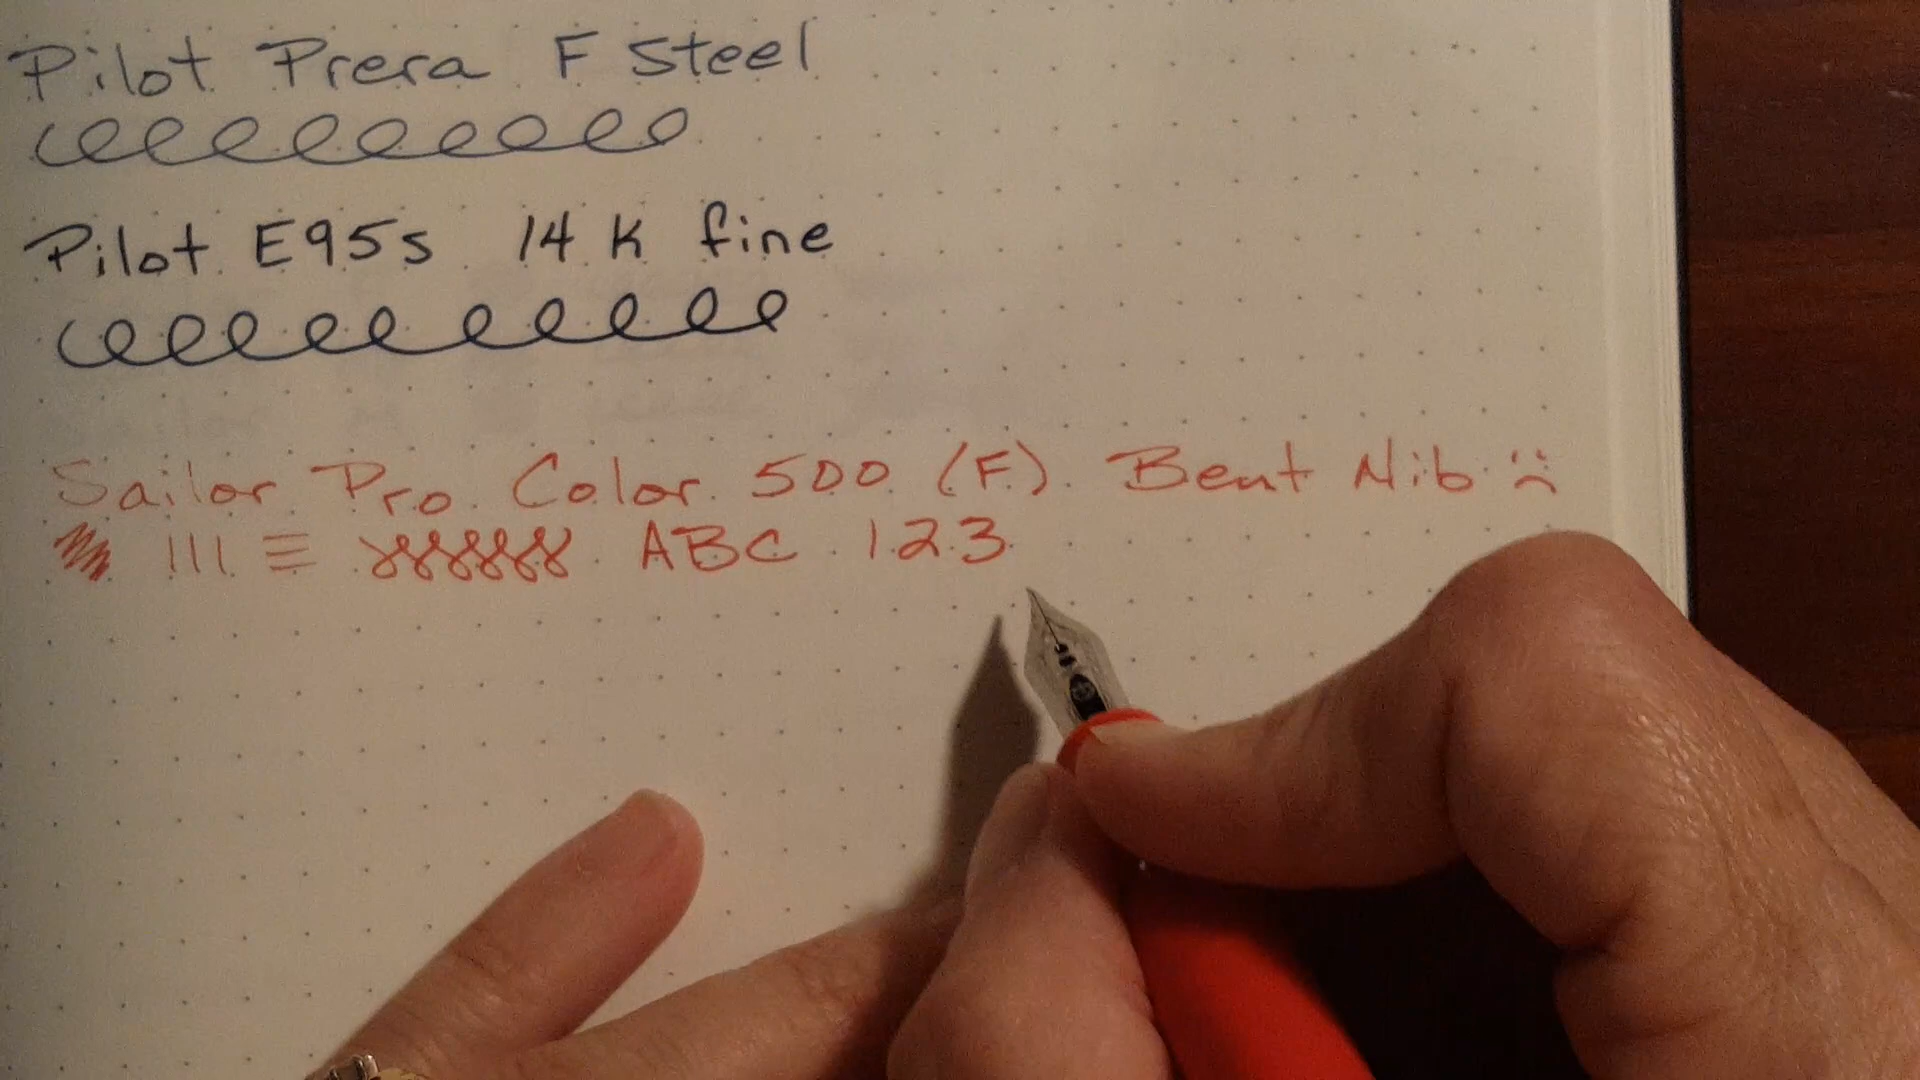 Pilot Prera F Steel
Pilot E95s 14 K fine
Sailor Pro Color 500 (F) Bent Nib :(
ABC 123